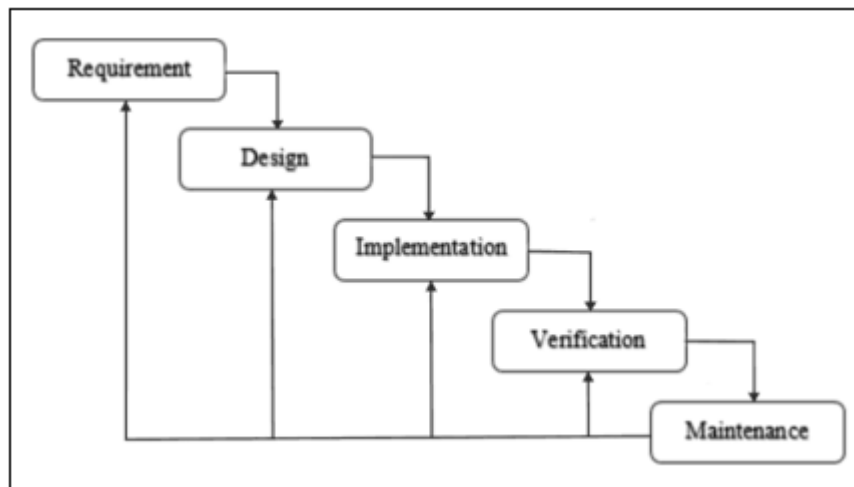 Requirement
Design
Implementation
Verification
Maintenance